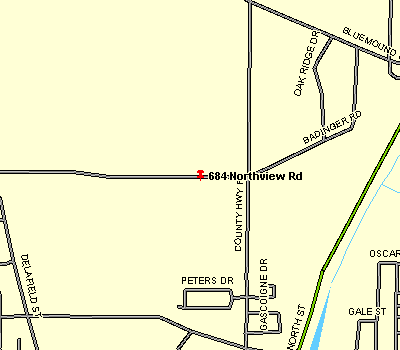 BLUEMOUND
OAK RIDGE DR
BADINGER RD
684 Northview Rd
COUNTY HWY
DELAFIELD ST
PETERS DR
GASCOIGNE DR
NORTH ST
OSCAR
GALE ST